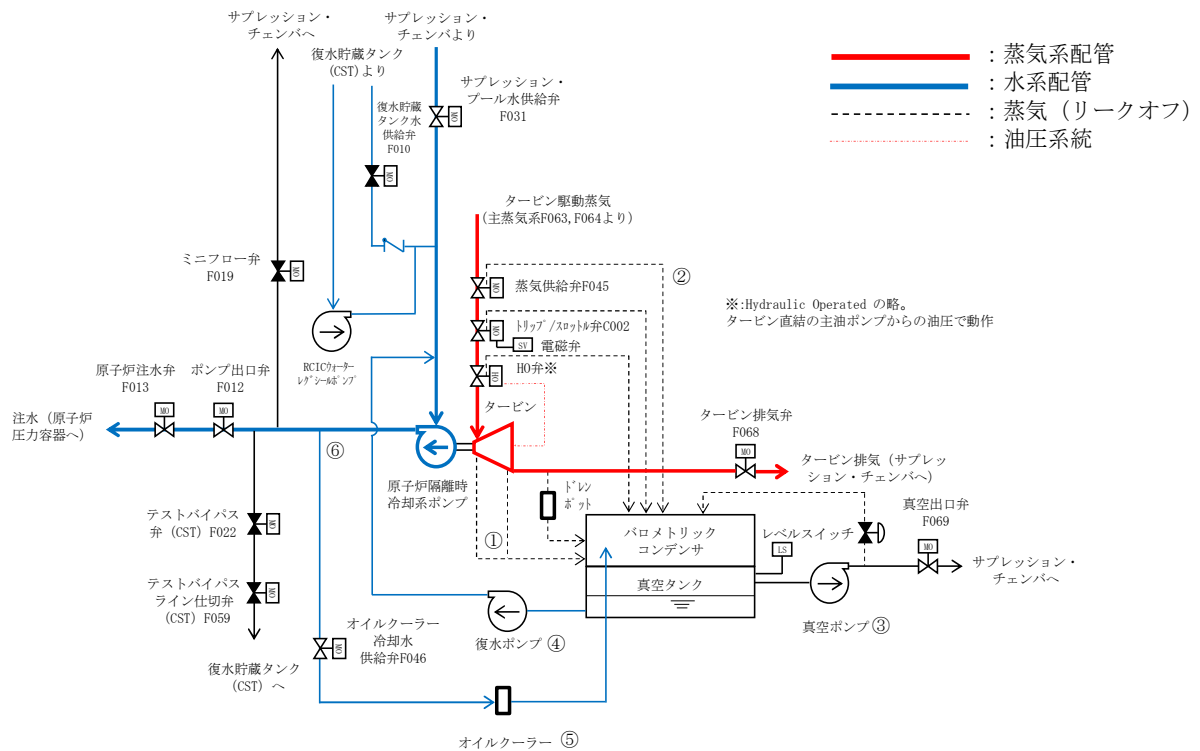 サプレッション・
チェンバへ
サプレッション・
チェンバより
復水貯蔵タンク
(CST)より
サプレッション・
プール水供給弁
F031
MO
復水貯蔵
タンク水
供給弁
F010
MO
：蒸気系配管
：水系配管
：蒸気（リークオフ）
：油圧系統
タービン駆動蒸気
(主蒸気系F063,F064より)
ミニフロー弁
F019
MO
MO
蒸気供給弁F045
②
※:Hydraulic Operated の略。
タービン直結の主油ポンプからの油圧で動作
MO
ﾄﾘｯﾌﾟ/ｽﾛｯﾄﾙ弁C002
SV
電磁弁
RCICｳｫｰﾀｰ
ﾚｸﾞｼｰﾙﾎﾟﾝﾌﾟ
HO
HO弁※
タービン
原子炉注水弁
F013
MO
ポンプ出口弁
F012
MO
注水（原子炉
圧力容器へ）
⑥
原子炉隔離時
冷却系ポンプ
タービン排気弁
F068
MO
タービン排気（サプレッ
ション・チェンバへ）
ﾄﾞﾚﾝ
ﾎﾟｯﾄ
①
バロメトリック
コンデンサ
真空タンク
レベルスイッチ
LS
真空出口弁
F069
MO
サプレッション・
チェンバへ
真空ポンプ③
テストバイパス
弁（CST）F022
MO
テストバイパス
ライン仕切弁
（CST）F059
MO
復水貯蔵タンク
（CST）へ
オイルクーラー
冷却水
供給弁F046
MO
復水ポンプ④
オイルクーラー⑤